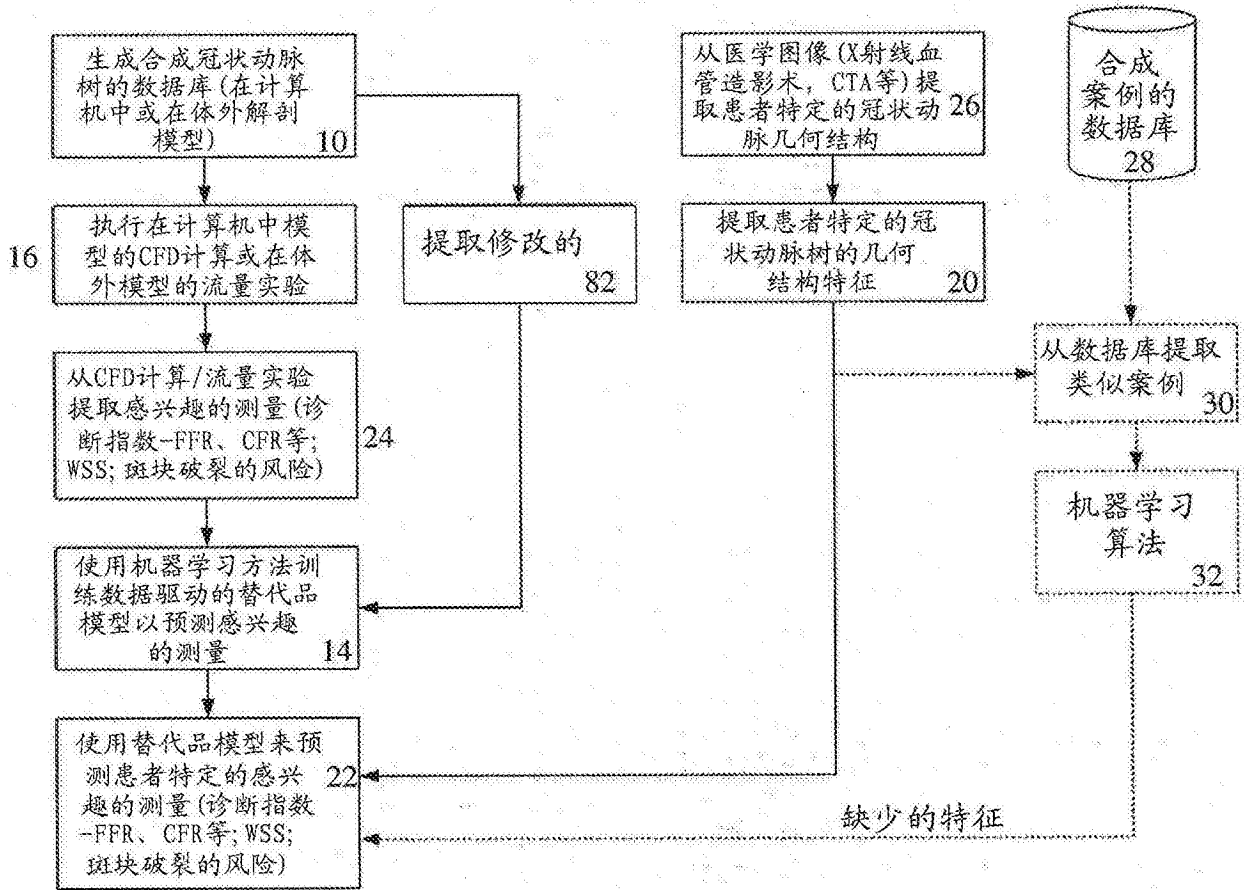 生成合成冠状动脉
树的数据库(在计算
机中或在体外解剖
模型)
10
执行在计算机中模
型的CFD计算或在体
外模型的流量实验
16
从CFD计算/流量实验
提取感兴趣的测量(诊
断指数-FFR、CFR等;
WSS; 斑块破裂的风险)
24
使用机器学习方法训
练数据驱动的替代品
模型以预测感兴趣
的测量
14
使用替代品模型来预
测患者特定的感兴
趣的测量(诊断指数
-FFR、CFR等; WSS;
斑块破裂的风险)
22
提取修改的
82
从医学图像(X射线血
管造影术, CTA等)提
取患者特定的冠状动
脉几何结构
26
提取患者特定的冠
状动脉树的几何
结构特征
20
合成
案例的
数据库
28
从数据库提取
类似案例
30
机器学习
算法
32
缺少的特征